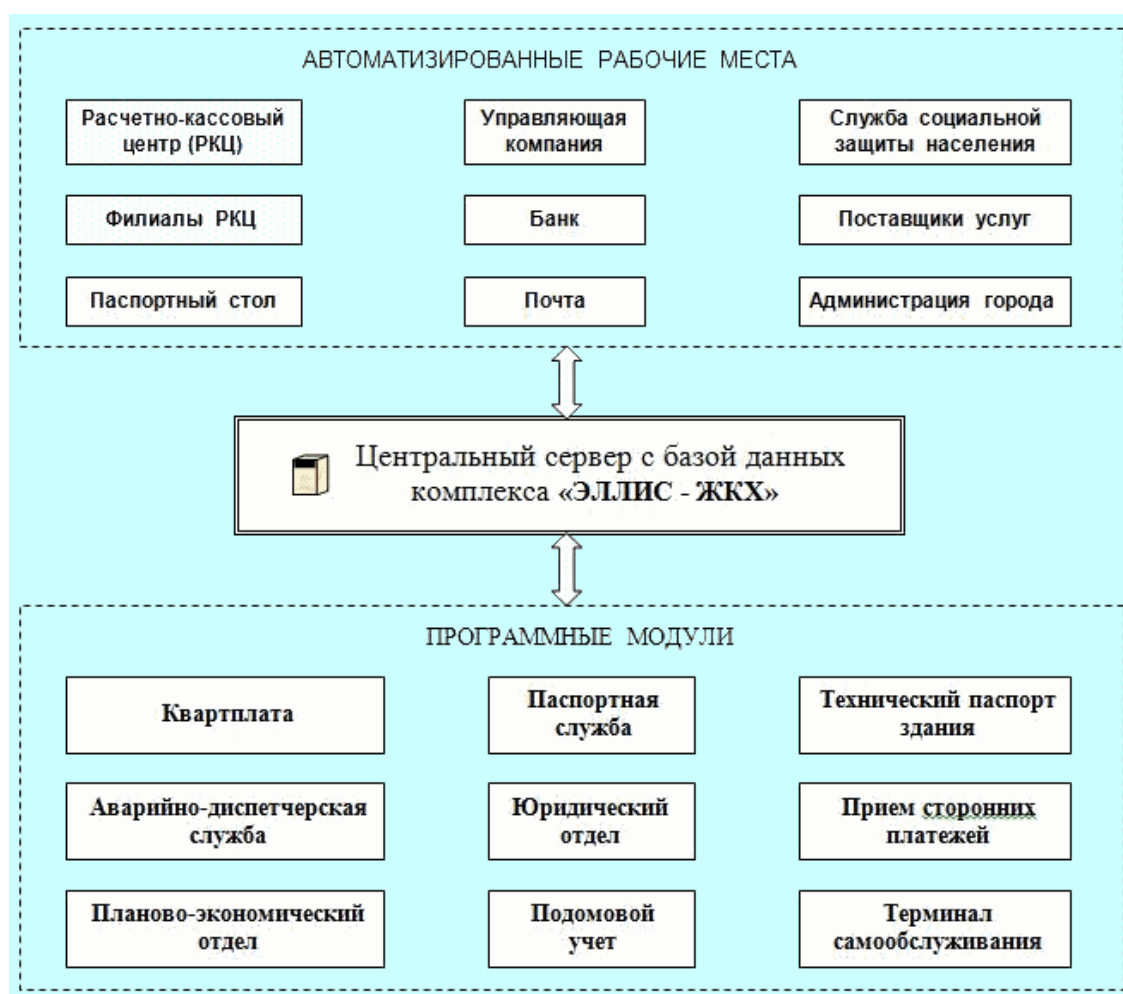 АВТОМАТИЗИРОВАННЫЕ РАБОЧИЕ МЕСТА
Расчетно-кассовый
центр (РКЦ)
Управляющая
компания
Служба социальной
защиты населения
Филиалы РКЦ
Банк
Поставщики услуг
Паспортный стол
Почта
Администрация города
Центральный сервер с базой данных
комплекса «ЭЛЛИС - ЖКХ»
ПРОГРАММНЫЕ МОДУЛИ
Квартплата
Паспортная
служба
Технический паспорт
здания
Аварийно-диспетчерская
служба
Юридический
отдел
Прием сторонних
платежей
Планово-экономический
отдел
Подомовой
учет
Терминал
самообслуживания